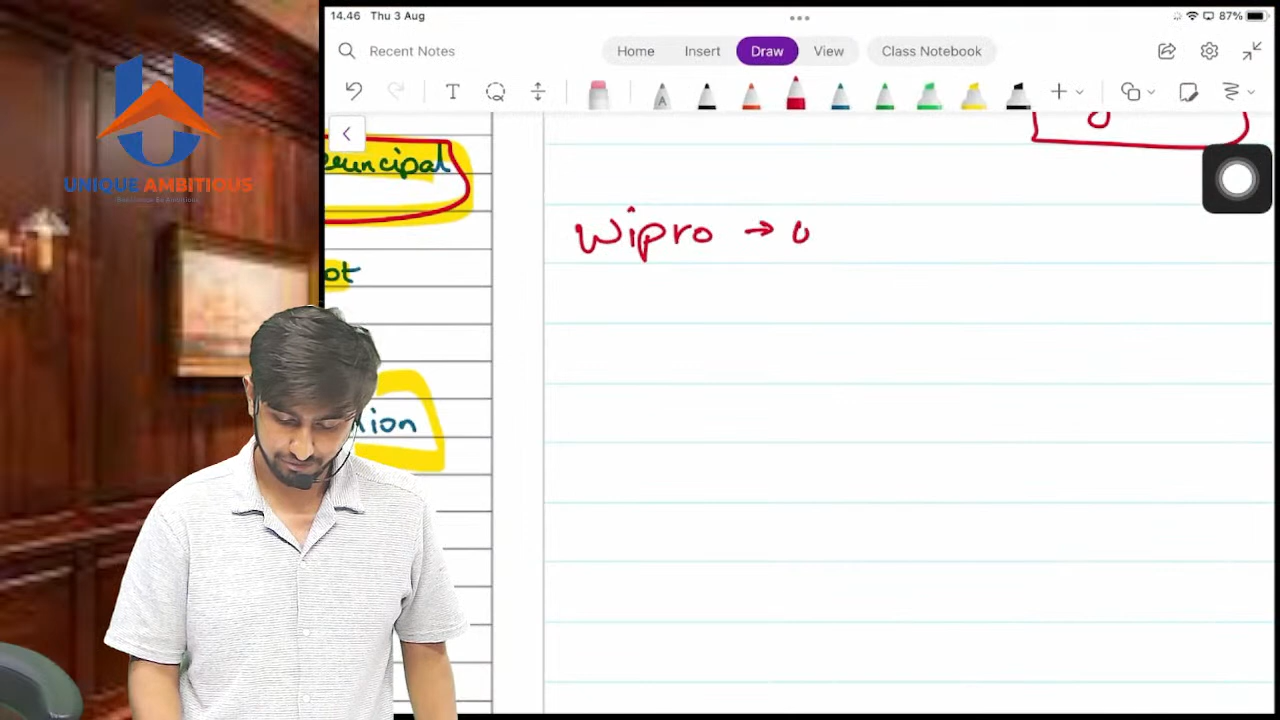 14.46 Thu 3 Aug
87%
Recent Notes
Home Insert Draw View Class Notebook
UNIQUE AMBITIOUS
ot
ion
Wipro → 0